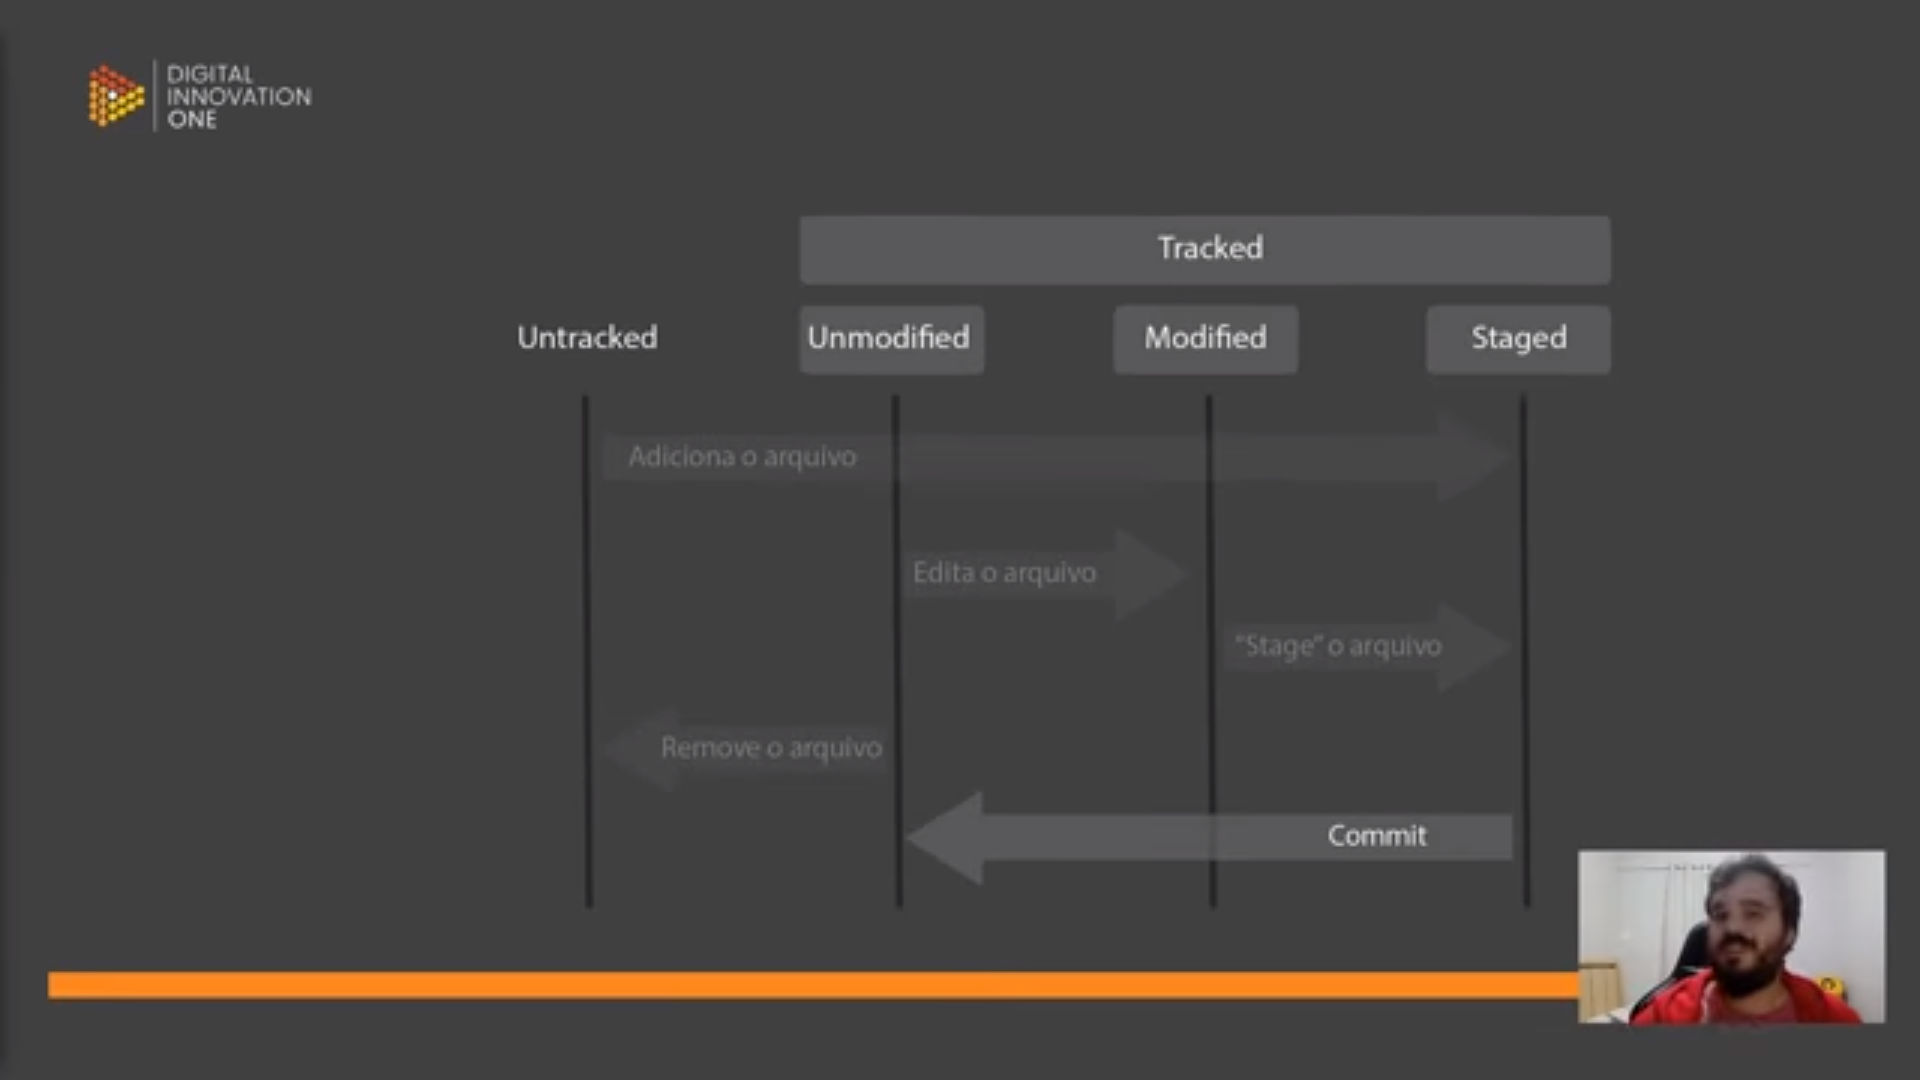 DIGITAL
INNOVATION
ONE
Tracked
Untracked
Unmodified
Modified
Staged
Adiciona o arquivo
Edita o arquivo
"Stage" o arquivo
Remove o arquivo
Commit